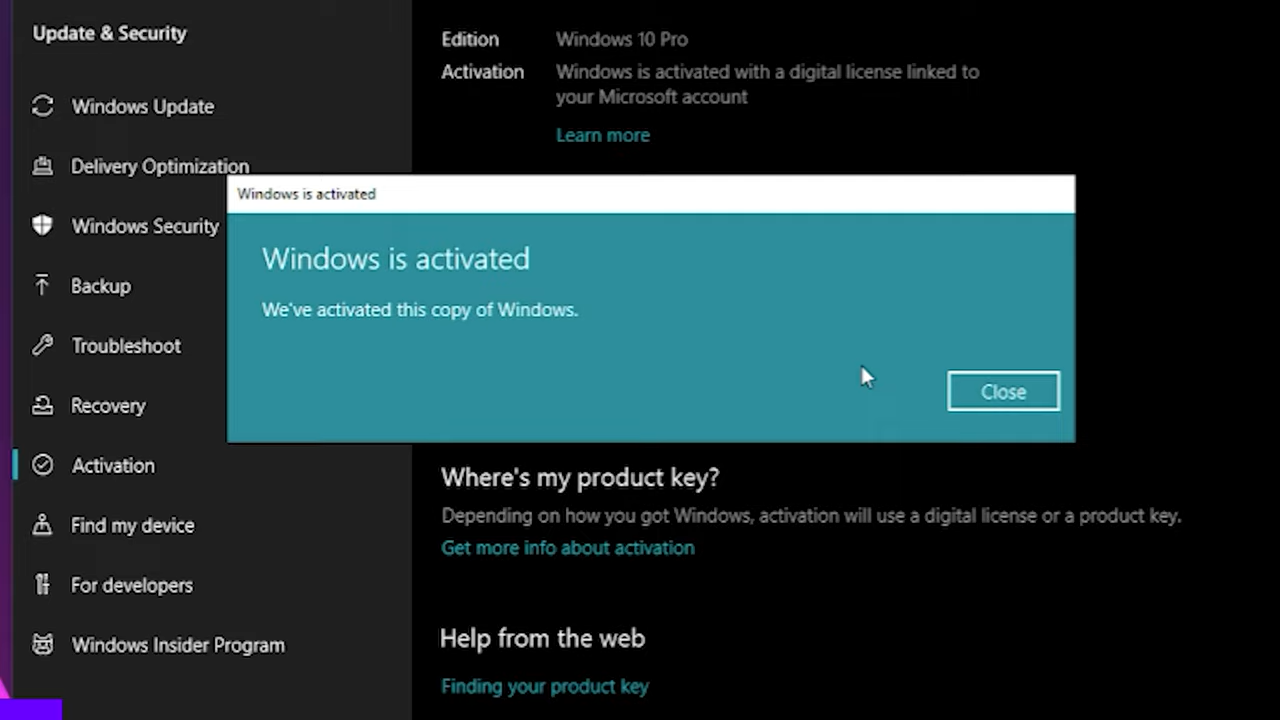 Update & Security
Windows Update
Delivery Optimization
Windows Security
Backup
Troubleshoot
Recovery
Activation
Find my device
For developers
Windows Insider Program
Edition Windows 10 Pro
Activation Windows is activated with a digital license linked to
your Microsoft account
Learn more
Windows is activated
Windows is activated
We've activated this copy of Windows.
Close
Where's my product key?
Depending on how you got Windows, activation will use a digital license or a product key.
Get more info about activation
Help from the web
Finding your product key